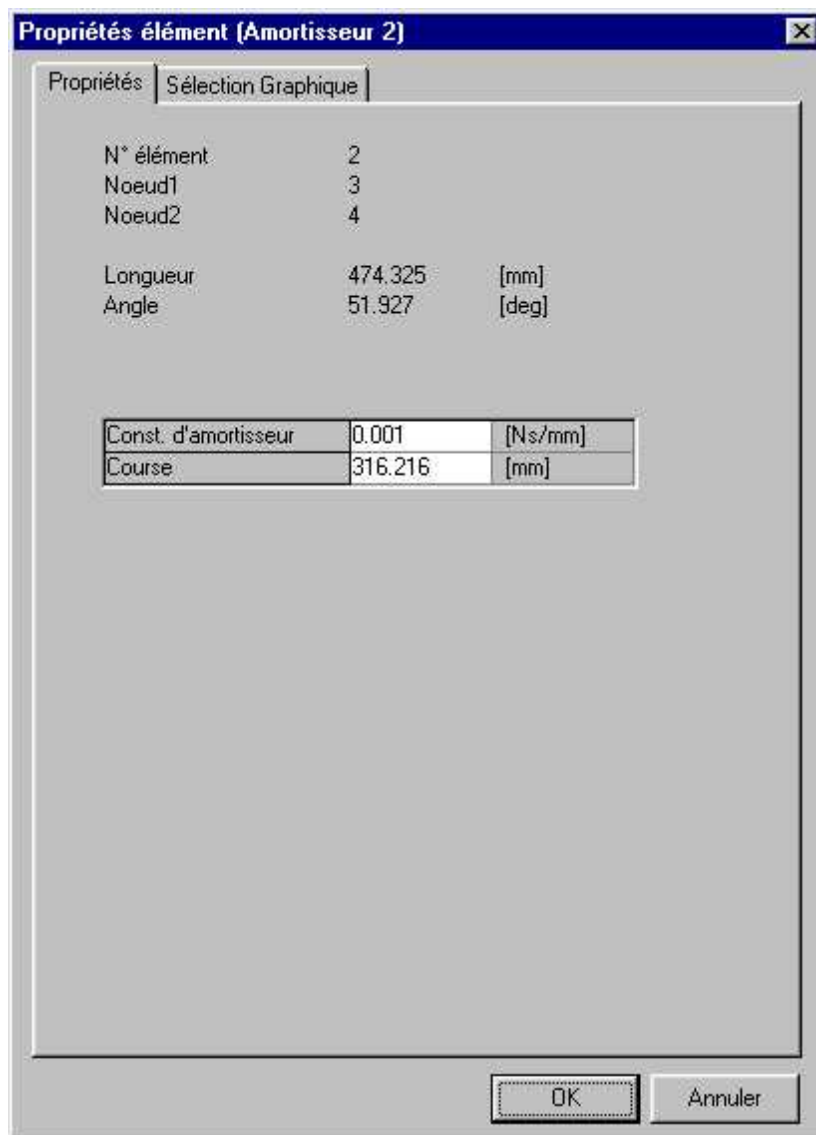 Propriétés élément (Amortisseur 2)
Propriétés Sélection Graphique
N° élément 2
Noeud1 3
Noeud2 4
Longueur 474.325 [mm]
Angle 51.927 [deg]
Const. d'amortisseur 0.001 [Ns/mm]
Course 316.216 [mm]
OK Annuler